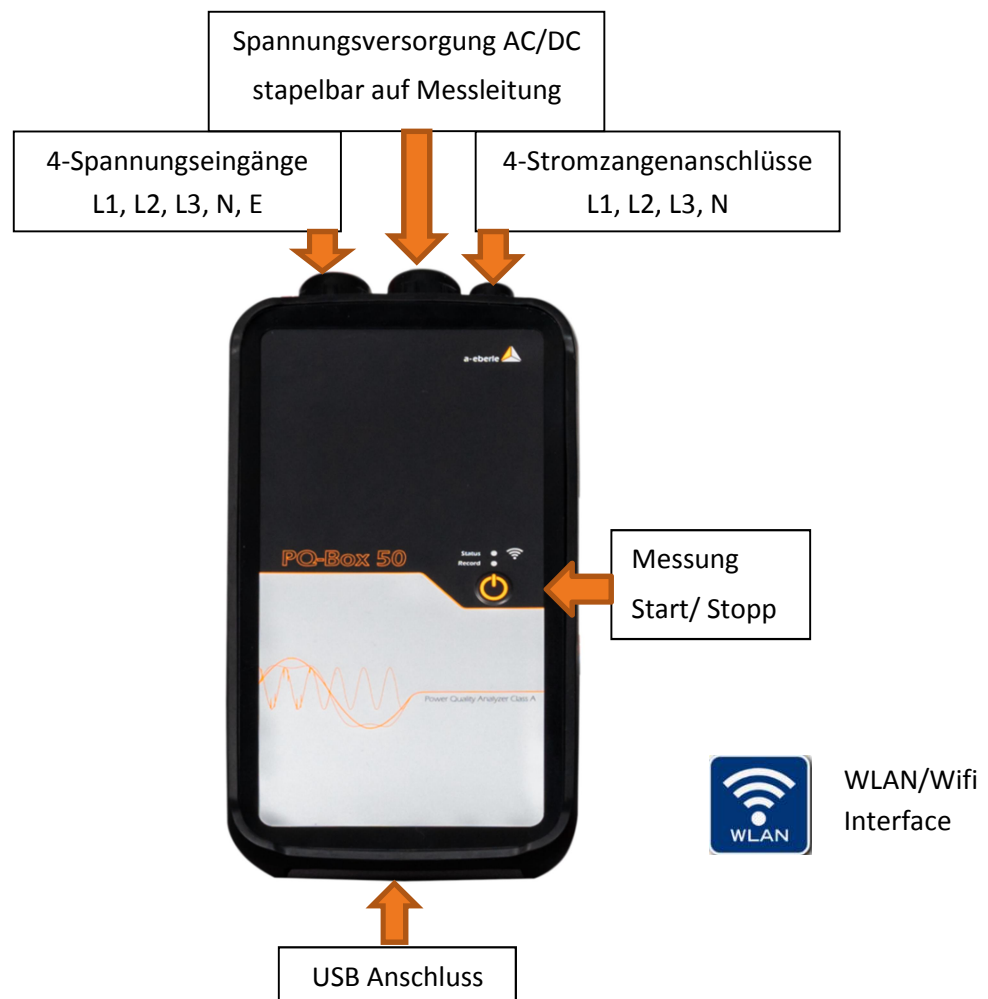 Spannungsversorgung AC/DC
stapelbar auf Messleitung
4-Spannungseingänge
L1, L2, L3, N, E
4-Stromzangenanschlüsse
L1, L2, L3, N
a-eberle
PQ-Box 50
Status
Record
Messung
Start/ Stopp
Power Quality Analyzer Class A
WLAN
WLAN/Wifi
Interface
USB Anschluss